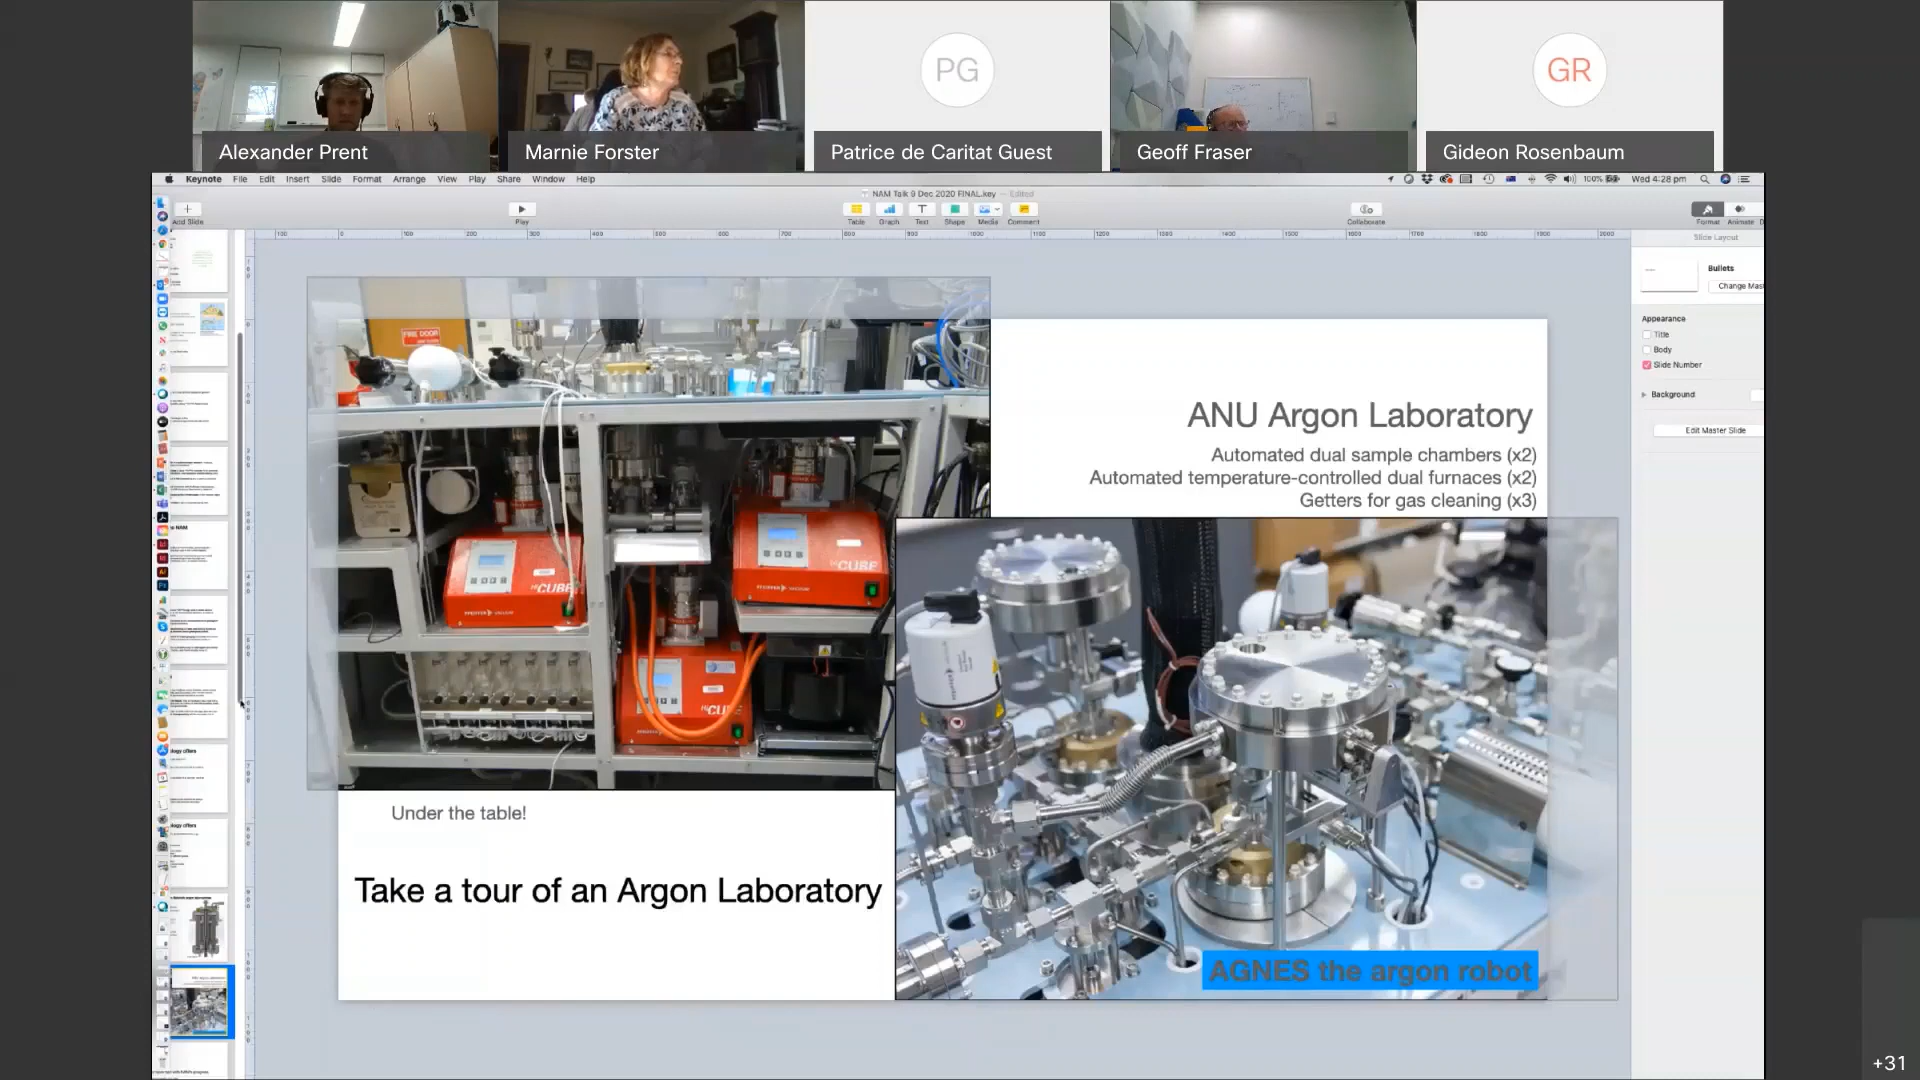 PG
GR
Alexander Prent
Marnie Forster
Patrice de Caritat Guest
Geoff Fraser
Gideon Rosenbaum
Keynote File Edit Insert Slide Format Arrange View Play Share Window Help
100% Wed 4:28 pm
NAM Talk 9 Dec 2020 FINAL.key — Edited
Add Slide
Play
Table Graph Text Shape Media Comment
Collaborate
Format Animate
Slide Layout
Bullets
Change Mas
Appearance
Title
Body
Slide Number
Background
Edit Master Slide
FIRE DOOR
CUBE
CUBE
ANU Argon Laboratory
Automated dual sample chambers (x2)
Automated temperature-controlled dual furnaces (x2)
Getters for gas cleaning (x3)
Under the table!
Take a tour of an Argon Laboratory
AGNES the argon robot
+31